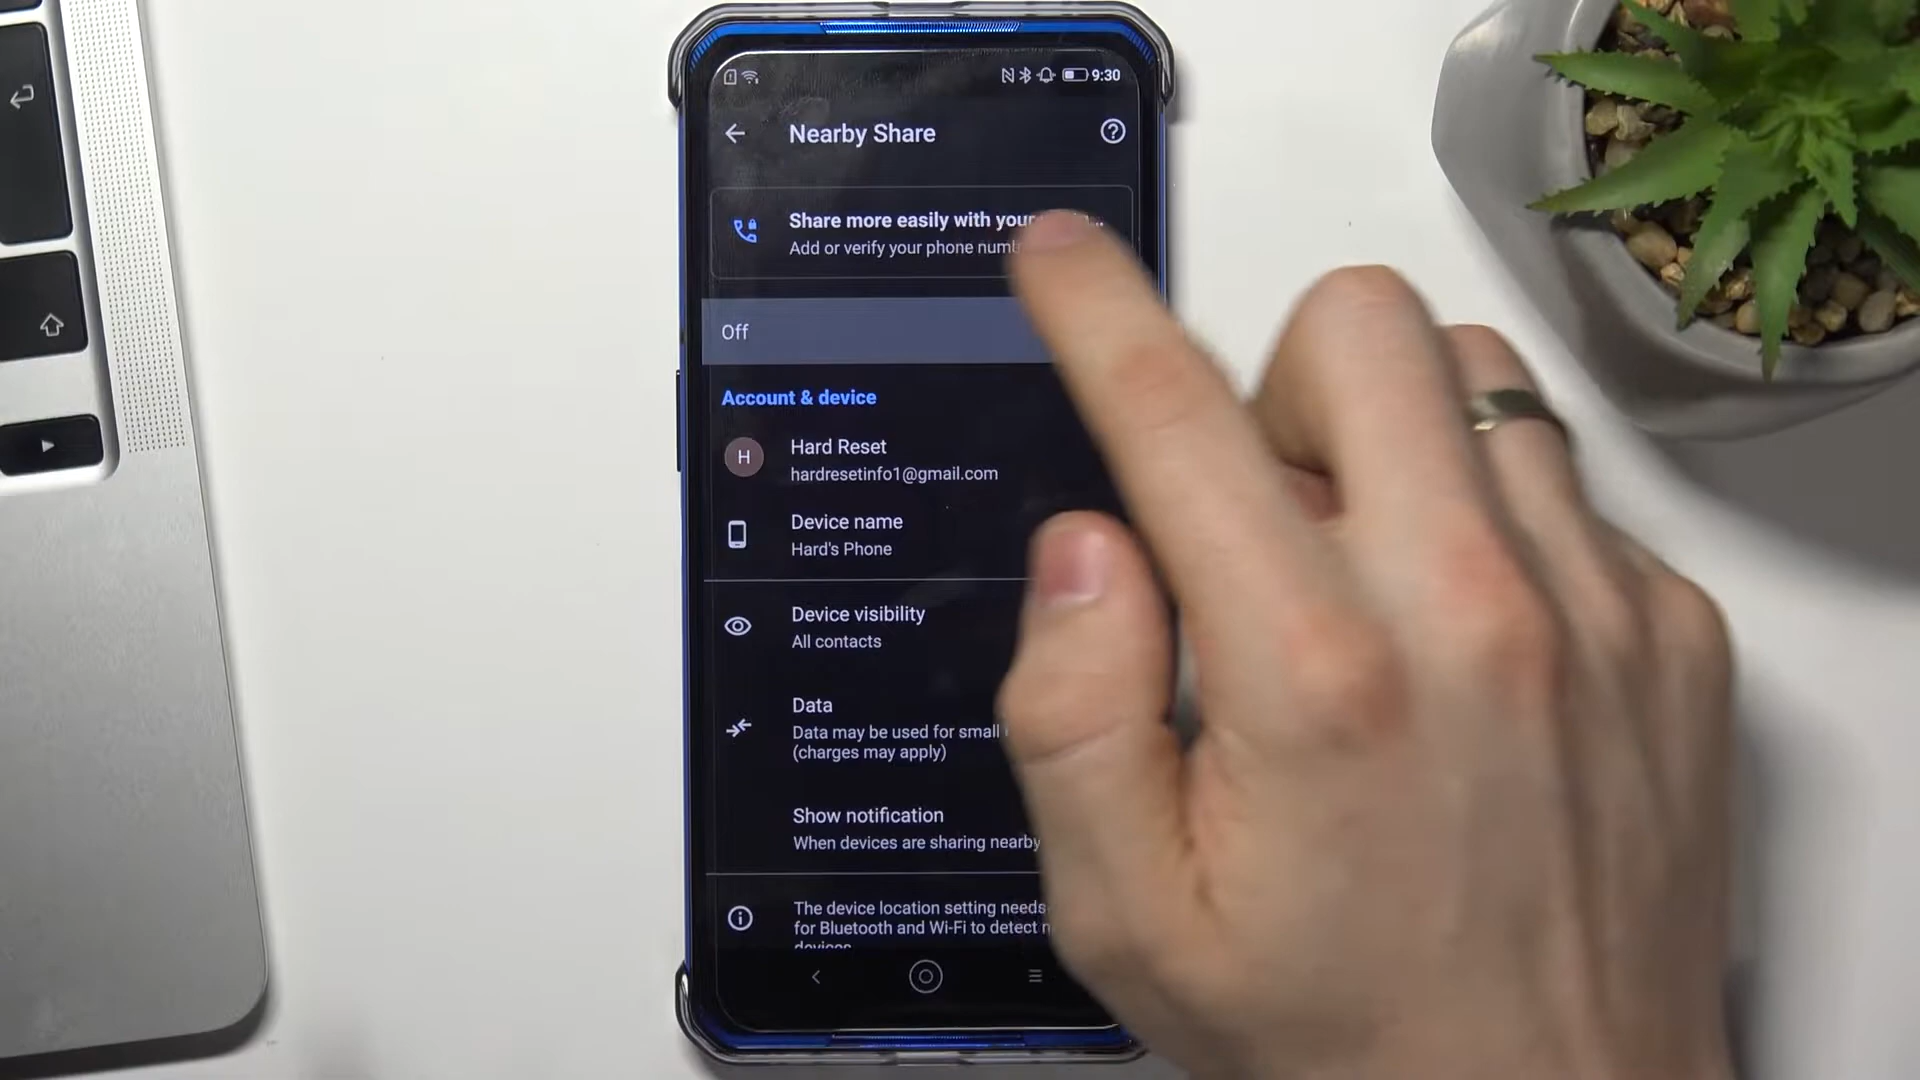 9:30
Nearby Share
Share more easily with your
Add or verify your phone
Off
Account & device
H
Hard Reset
hardresetinfo1@gmail.com
Device name
Hard's Phone
Device visibility
All contacts
Data
Data may be used for small
(charges may apply)
Show notification
When devices are sharing nearby
The device location setting needs
for Bluetooth and Wi-Fi to detect
devices